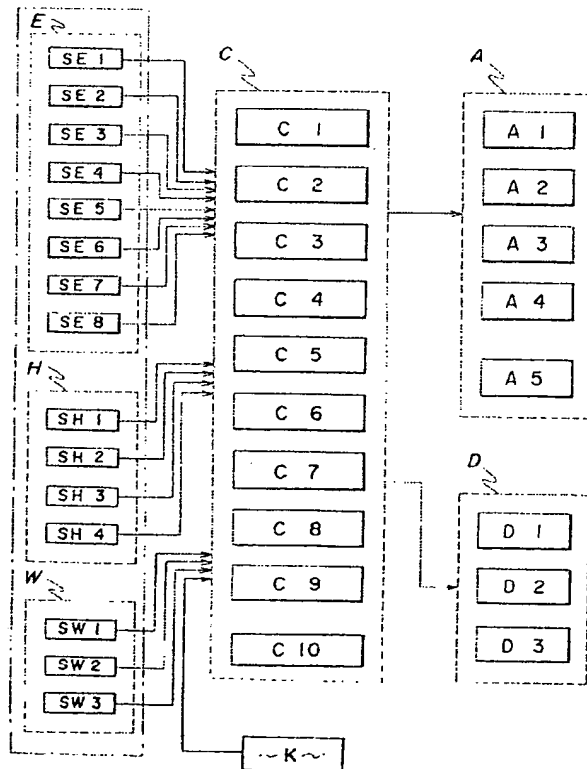 E
SE 1
SE 2
SE 3
SE 4
SE 5
SE 6
SE 7
SE 8
H
SH 1
SH 2
SH 3
SH 4
W
SW 1
SW 2
SW 3
C
C 1
C 2
C 3
C 4
C 5
C 6
C 7
C 8
C 9
C 10
K
A
A 1
A 2
A 3
A 4
A 5
D
D 1
D 2
D 3